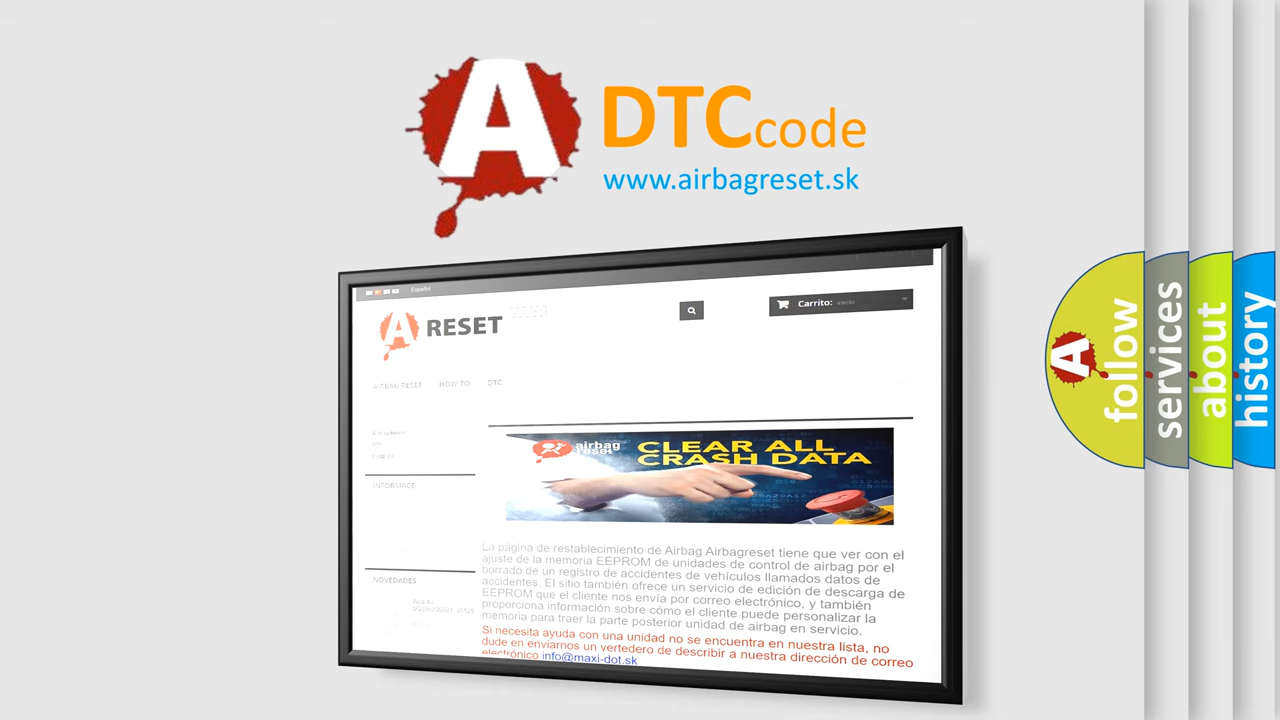 A
DTCcode
www.airbagreset.sk
Español
A RESET
Carrito: vacío
AIRBAG RESET HOW TO DTC
INFORMACE
NOVEDADES
airbag
reset
CLEAR ALL
CRASH DATA
La página de restablecimiento de Airbag Airbagreset tiene que ver con el
ajuste de la memoria EEPROM de unidades de control de airbag por el
borrado de un registro de accidentes de vehículos llamados datos de
accidentes. El sitio también ofrece un servicio de edición de descarga de
EEPROM que el cliente nos envía por correo electrónico, y también
proporciona información sobre cómo el cliente puede personalizar la
memoria para traer la parte posterior unidad de airbag en servicio.
Si necesita ayuda con una unidad no se encuentra en nuestra lista, no
dude en enviarnos un vertedero de describir a nuestra dirección de correo
electrónico info@maxi-dot.sk
A
follow
services
about
history